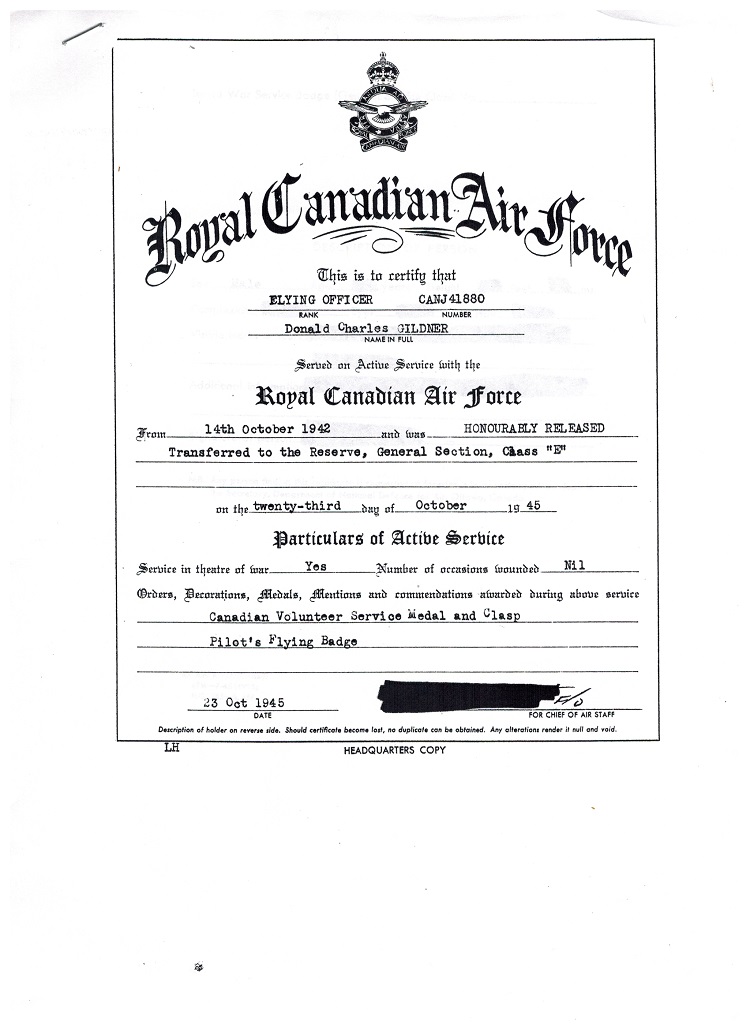 Royal Canadian Air Force
This is to certify that
FLYING OFFICER CANJ41880
RANK NUMBER
Donald Charles GILDNER
NAME IN FULL
Served on Active Service with the
Royal Canadian Air Force
From 14th October 1942 and was HONOURABLY RELEASED
Transferred to the Reserve, General Section, Class "E"
on the twenty-third day of October 19 45
Particulars of Active Service
Service in theatre of war Yes Number of occasions wounded Nil
Orders, Decorations, Medals, Mentions and commendations awarded during above service
Canadian Volunteer Service Medal and Clasp
Pilot's Flying Badge
23 Oct 1945 F/O
DATE FOR CHIEF OF AIR STAFF
Description of holder on reverse side. Should certificate become lost, no duplicate can be obtained. Any alterations render it null and void.
LH HEADQUARTERS COPY